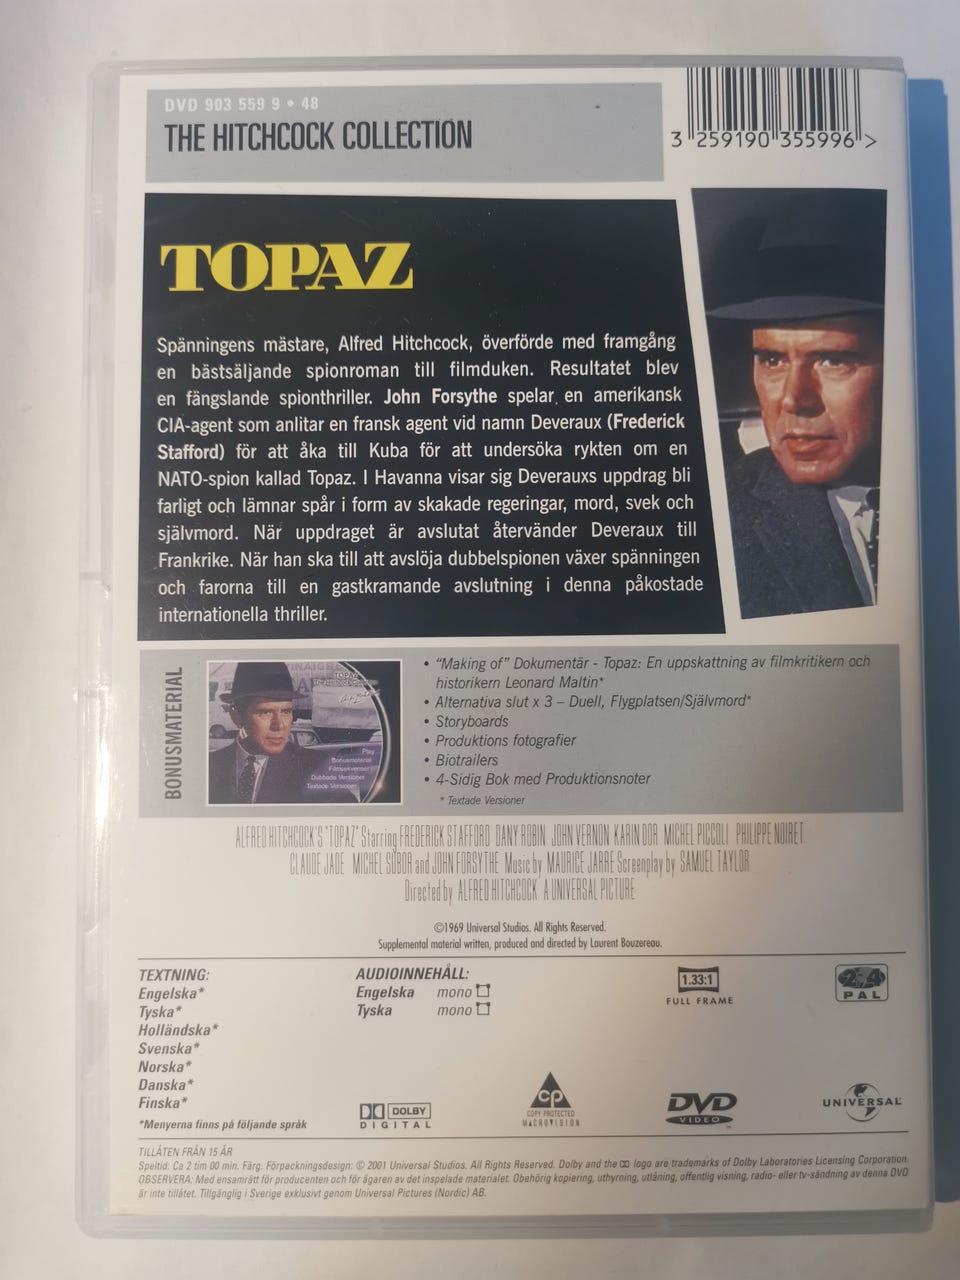 DVD 903 559 9 • 48
THE HITCHCOCK COLLECTION
3 259190 355996 >
TOPAZ
Spänningens mästare, Alfred Hitchcock, överförde med framgång
en bästsäljande spionroman till filmduken. Resultatet blev
en fängslande spionthriller. John Forsythe spelar en amerikansk
CIA-agent som anlitar en fransk agent vid namn Deveraux (Frederick
Stafford) för att åka till Kuba för att undersöka rykten om en
NATO-spion kallad Topaz. I Havanna visar sig Deverauxs uppdrag bli
farligt och lämnar spår i form av skakade regeringar, mord, svek och
självmord. När uppdraget är avslutat återvänder Deveraux till
Frankrike. När han ska till att avslöja dubbelspionen växer spänningen
och farorna till en gastkramande avslutning i denna påkostade
internationella thriller.
BONUSMATERIAL
TOPAZ
THE HITCHCOCK COLLECTION
Play
Bonusmaterial
Filmsekvenser
Dubbade Versioner
Textade Versioner
• "Making of" Dokumentär - Topaz: En uppskattning av filmkritikern och
historikern Leonard Maltin*
• Alternativa slut x 3 – Duell, Flygplatsen/Självmord*
• Storyboards
• Produktions fotografier
• Biotrailers
• 4-Sidig Bok med Produktionsnoter
* Textade Versioner
ALFRED HITCHCOCK'S "TOPAZ" Starring FREDERICK STAFFORD DANY ROBIN JOHN VERNON KARIN DOR MICHEL PICCOLI PHILIPPE NOIRET
CLAUDE JADE MICHEL SUBOR and JOHN FORSYTHE Music by MAURICE JARRE Screenplay by SAMUEL TAYLOR
Directed by ALFRED HITCHCOCK A UNIVERSAL PICTURE
©1969 Universal Studios. All Rights Reserved.
Supplemental material written, produced and directed by Laurent Bouzereau.
TEXTNING:
Engelska*
Tyska*
Holländska*
Svenska*
Norska*
Danska*
Finska*
*Menyerna finns på följande språk
AUDIOINNEHÅLL:
Engelska mono
Tyska mono
1.33:1
FULL FRAME
2 4
PAL
DOLBY
DIGITAL
CP
COPY PROTECTED
MACROVISION
DVD
VIDEO
UNIVERSAL
TILLÅTEN FRÅN 15 ÅR
Speltid: Ca 2 tim 00 min. Färg. Förpackningsdesign: © 2001 Universal Studios. All Rights Reserved. Dolby and the logo are trademarks of Dolby Laboratories Licensing Corporation.
OBSERVERA: Med ensamrätt för producenten och för ägaren av det inspelade materialet. Obehörig kopiering, uthyrning, utlåning, offentlig visning, radio- eller tv-sändning av denna DVD
är inte tillåtet. Tillgänglig i Sverige exklusivt genom Universal Pictures (Nordic) AB.